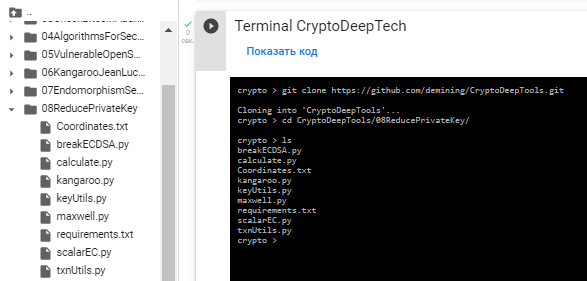 ..
04AlgorithmsForSec...
05VulnerableOpenS...
06KangarooJeanLuc...
07EndomorphismSe...
08ReducePrivateKey
Coordinates.txt
breakECDSA.py
calculate.py
kangaroo.py
keyUtils.py
maxwell.py
requirements.txt
scalarEC.py
txnUtils.py
0
сек.
Terminal CryptoDeepTech
Показать код
crypto > git clone https://github.com/demining/CryptoDeepTools.git
Cloning into 'CryptoDeepTools'...
crypto > cd CryptoDeepTools/08ReducePrivateKey/
crypto > ls
breakECDSA.py
calculate.py
Coordinates.txt
kangaroo.py
keyUtils.py
maxwell.py
requirements.txt
scalarEC.py
txnUtils.py
crypto >